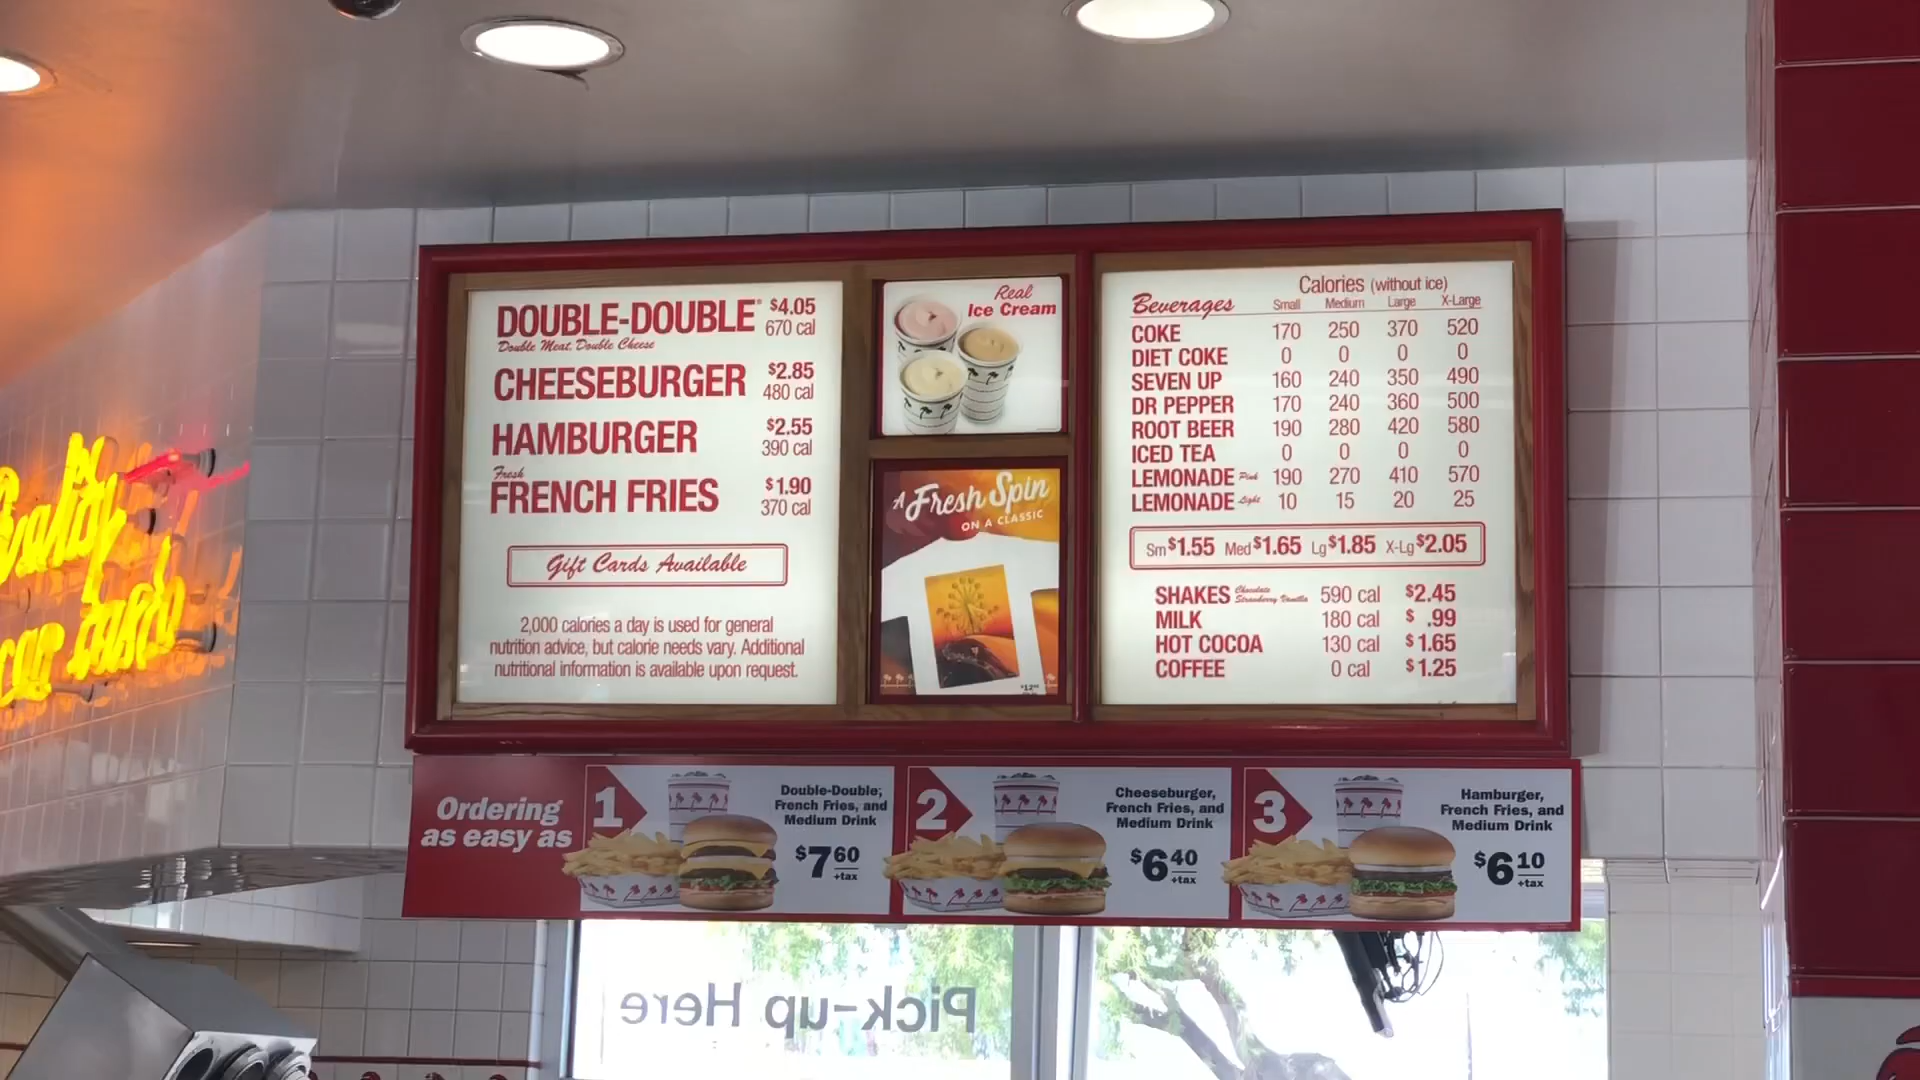 DOUBLE-DOUBLE® $4.05
Double Meat, Double Cheese 670 cal
CHEESEBURGER $2.85
480 cal
HAMBURGER $2.55
390 cal
Fresh
FRENCH FRIES $1.90
370 cal
Gift Cards Available
2,000 calories a day is used for general
nutrition advice, but calorie needs vary. Additional
nutritional information is available upon request.
Real
Ice Cream
A Fresh Spin
ON A CLASSIC
Calories (without ice)
Beverages Small Medium Large X-Large
COKE 170 250 370 520
DIET COKE 0 0 0 0
SEVEN UP 160 240 350 490
DR PEPPER 170 240 360 500
ROOT BEER 190 280 420 580
ICED TEA 0 0 0 0
LEMONADE Pink 190 270 410 570
LEMONADE Light 10 15 20 25
Sm $1.55 Med $1.65 Lg $1.85 X-Lg $2.05
SHAKES Chocolate Strawberry Vanilla 590 cal $2.45
MILK 180 cal $ .99
HOT COCOA 130 cal $1.65
COFFEE 0 cal $1.25
Ordering
as easy as
1
Double-Double,
French Fries, and
Medium Drink
$7.60
+tax
2
Cheeseburger,
French Fries, and
Medium Drink
$6.40
+tax
3
Hamburger,
French Fries, and
Medium Drink
$6.10
+tax
Pick-up Here